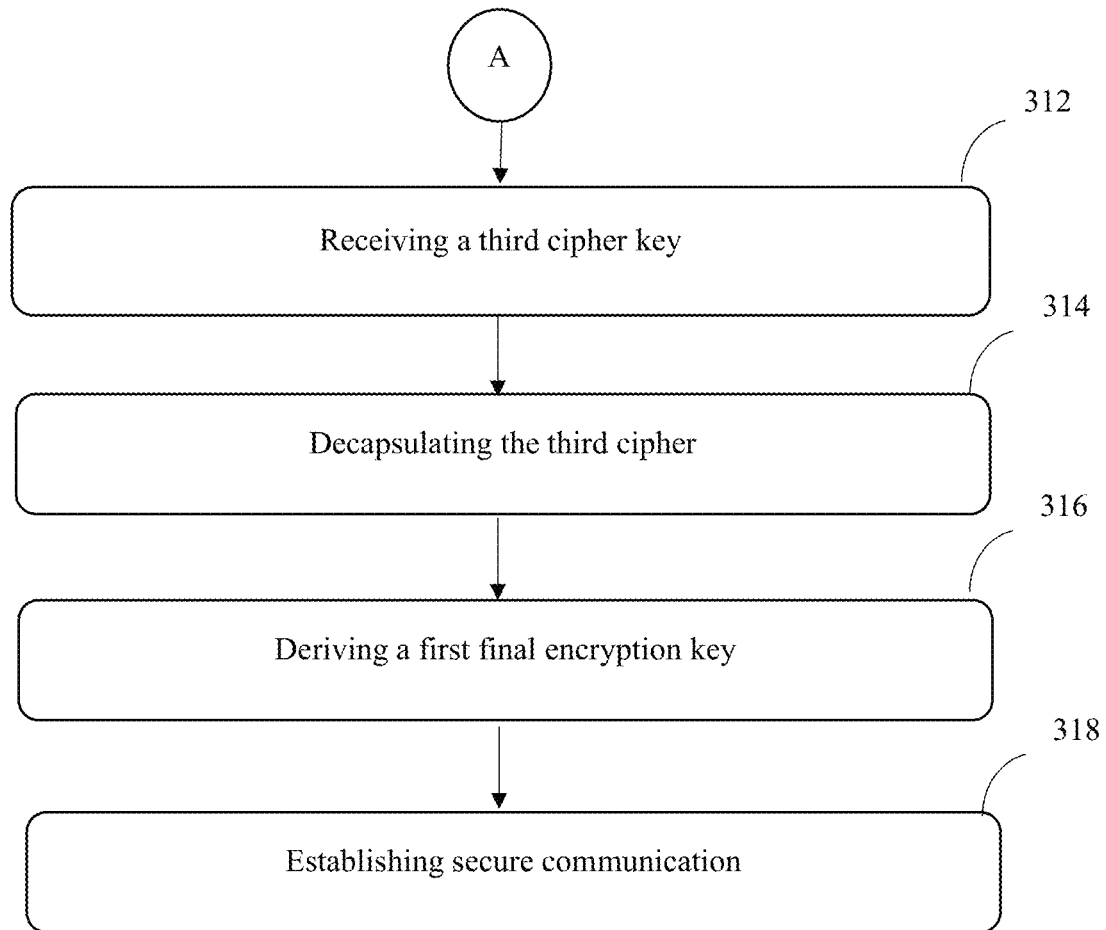 A
312
Receiving a third cipher key
314
Decapsulating the third cipher
316
Deriving a first final encryption key
318
Establishing secure communication